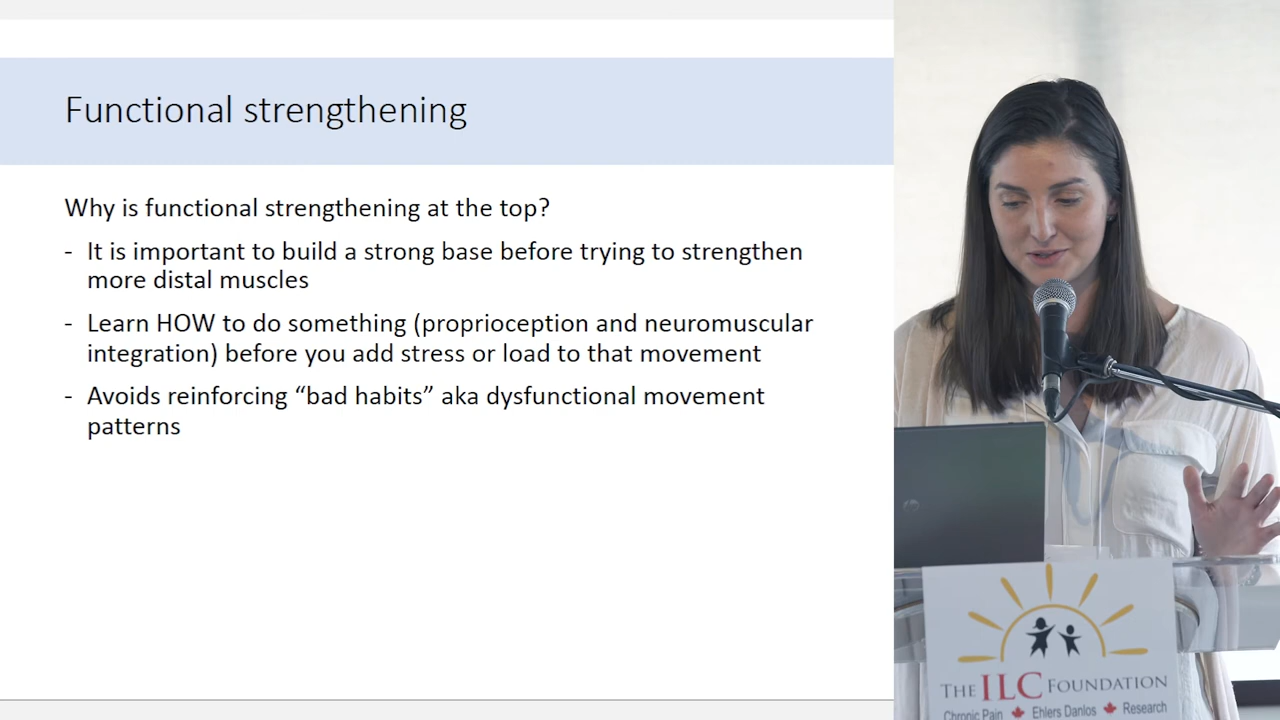 Functional strengthening
Why is functional strengthening at the top?
- It is important to build a strong base before trying to strengthen
more distal muscles
- Learn HOW to do something (proprioception and neuromuscular
integration) before you add stress or load to that movement
- Avoids reinforcing “bad habits” aka dysfunctional movement
patterns
THE ILC FOUNDATION
Chronic Pain 🍁 Ehlers Danlos 🍁 Research